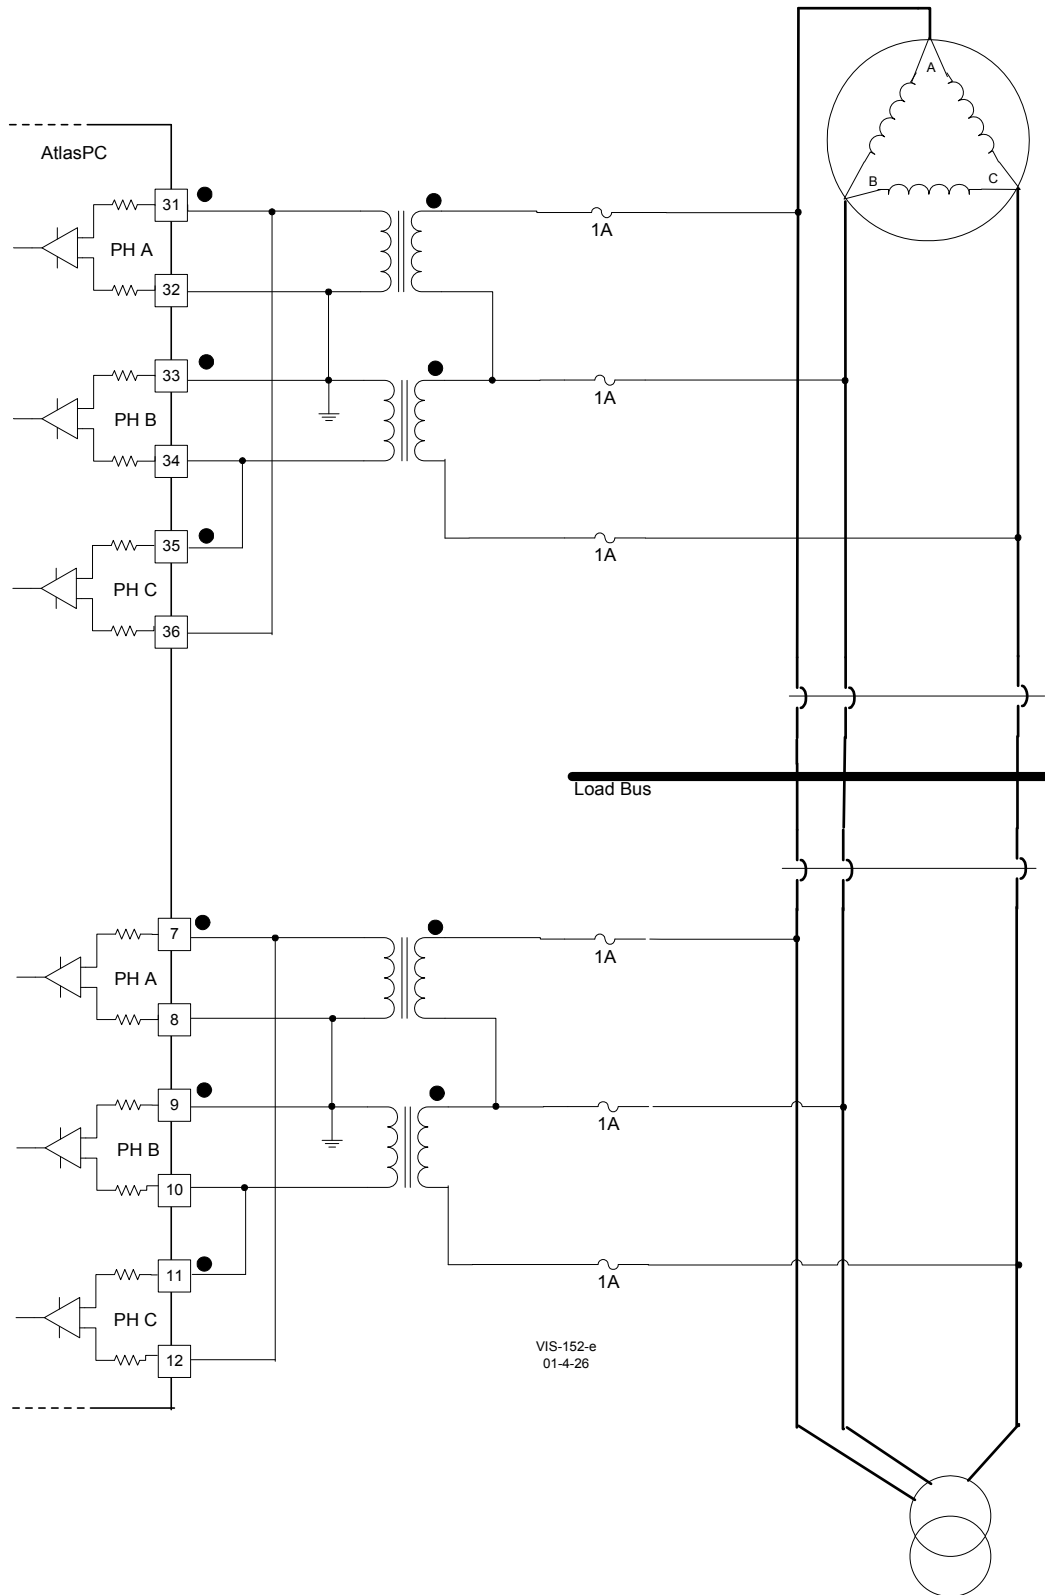 A
B
C
AtlasPC
31
PH A
32
1A
33
PH B
34
1A
35
PH C
36
1A
Load Bus
7
PH A
8
1A
9
PH B
10
1A
11
PH C
12
1A
VIS-152-e
01-4-26